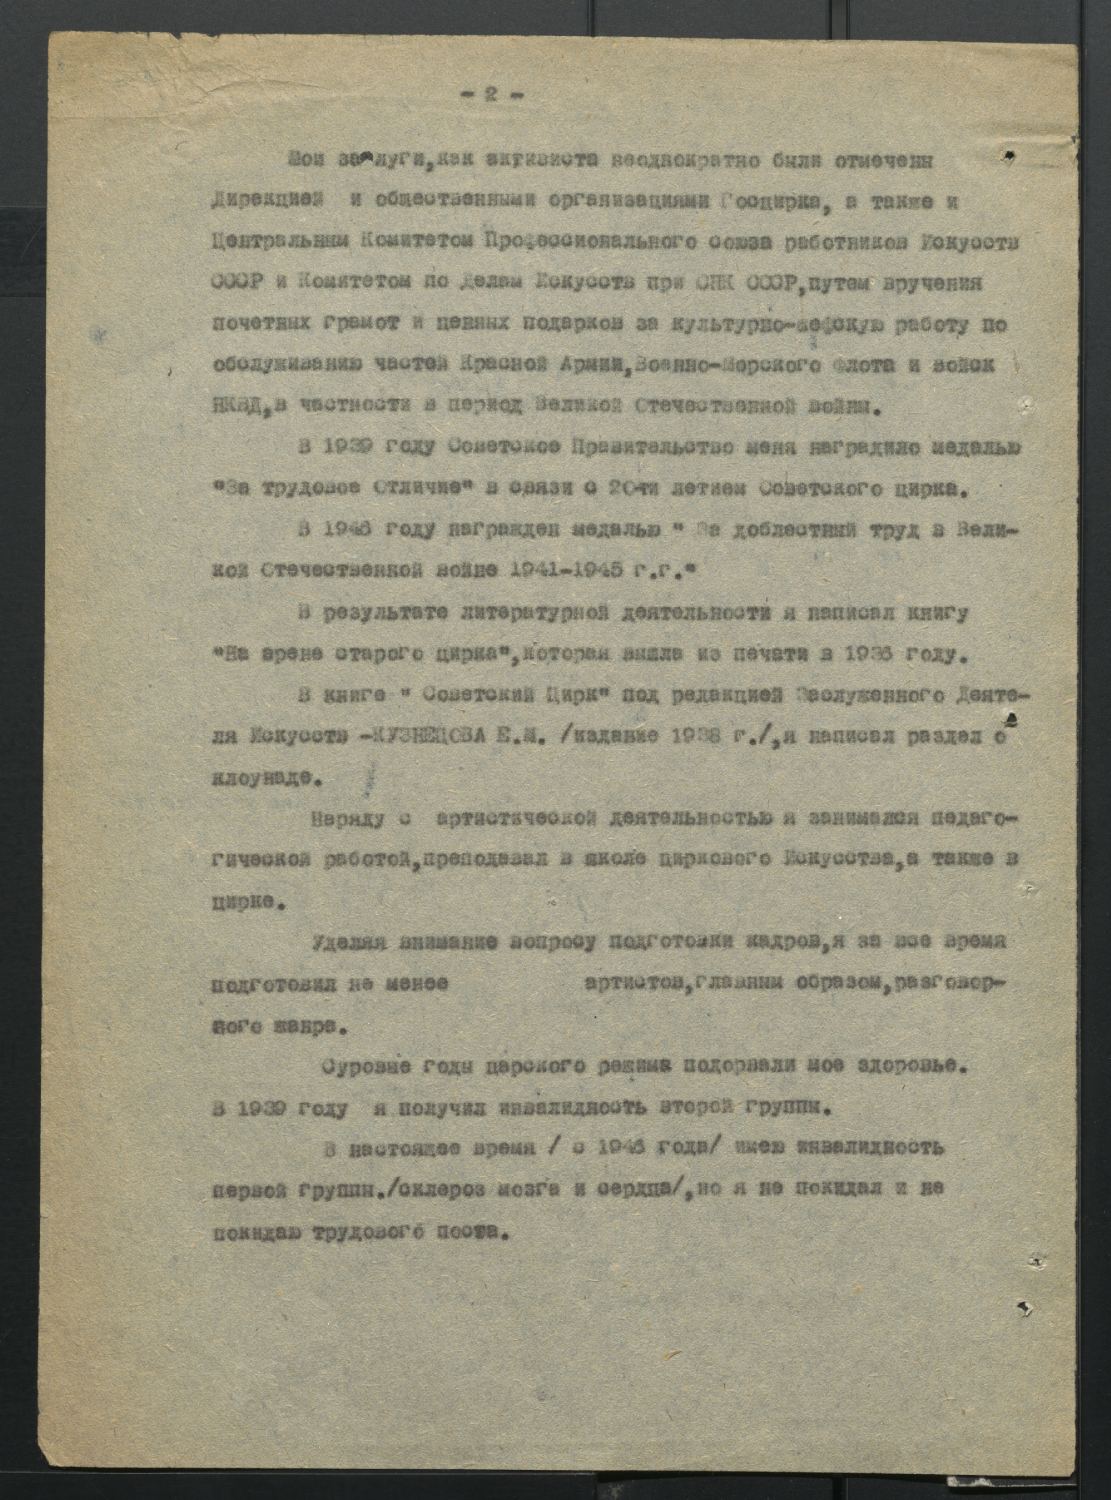 - 2 -
Мои заслуги,как активиста неоднократно были отмечены
Дирекцией и общественными организациями Госцирка, а также и
Центральным Комитетом Профессионального союза работников Искусств
СССР и Комитетом по Делам Искусств при СНК СССР,путем вручения
почетных грамот и ценных подарков за культурно-шефскую работу по
обслуживанию частей Красной Армии,Военно-Морского Флота и войск
НКВД,в частности в период Великой Отечественной войны.
В 1939 году Советское Правительство меня наградило медалью
"За трудовое Отличие" в связи с 20-ти летием Советского цирка.
В 1946 году награжден медалью " За доблестный труд в Вели-
кой Отечественной войне 1941-1945 г.г."
В результате литературной деятельности я написал книгу
"На арене старого цирка",которая вышла из печати в 1936 году.
В книге " Советский Цирк" под редакцией Заслуженного Деяте-
ля Искусств -КУЗНЕЦОВА Е.М. /издание 1938 г./,я написал раздел о
клоунаде.
Наряду с артистической деятельностью я занимался педаго-
гической работой,преподавал в школе циркового Искусства,а также в
цирке.
Уделяя внимание вопросу подготовки кадров,я за все время
подготовил не менее артистов,главным образом,разговор-
ного жанра.
Суровые годы царского режима подорвали мое здоровье.
В 1939 году я получил инвалидность второй группы.
В настоящее время / с 1946 года/ имею инвалидность
первой группы./склероз мозга и сердца/,но я не покидал и не
покидаю трудового поста.